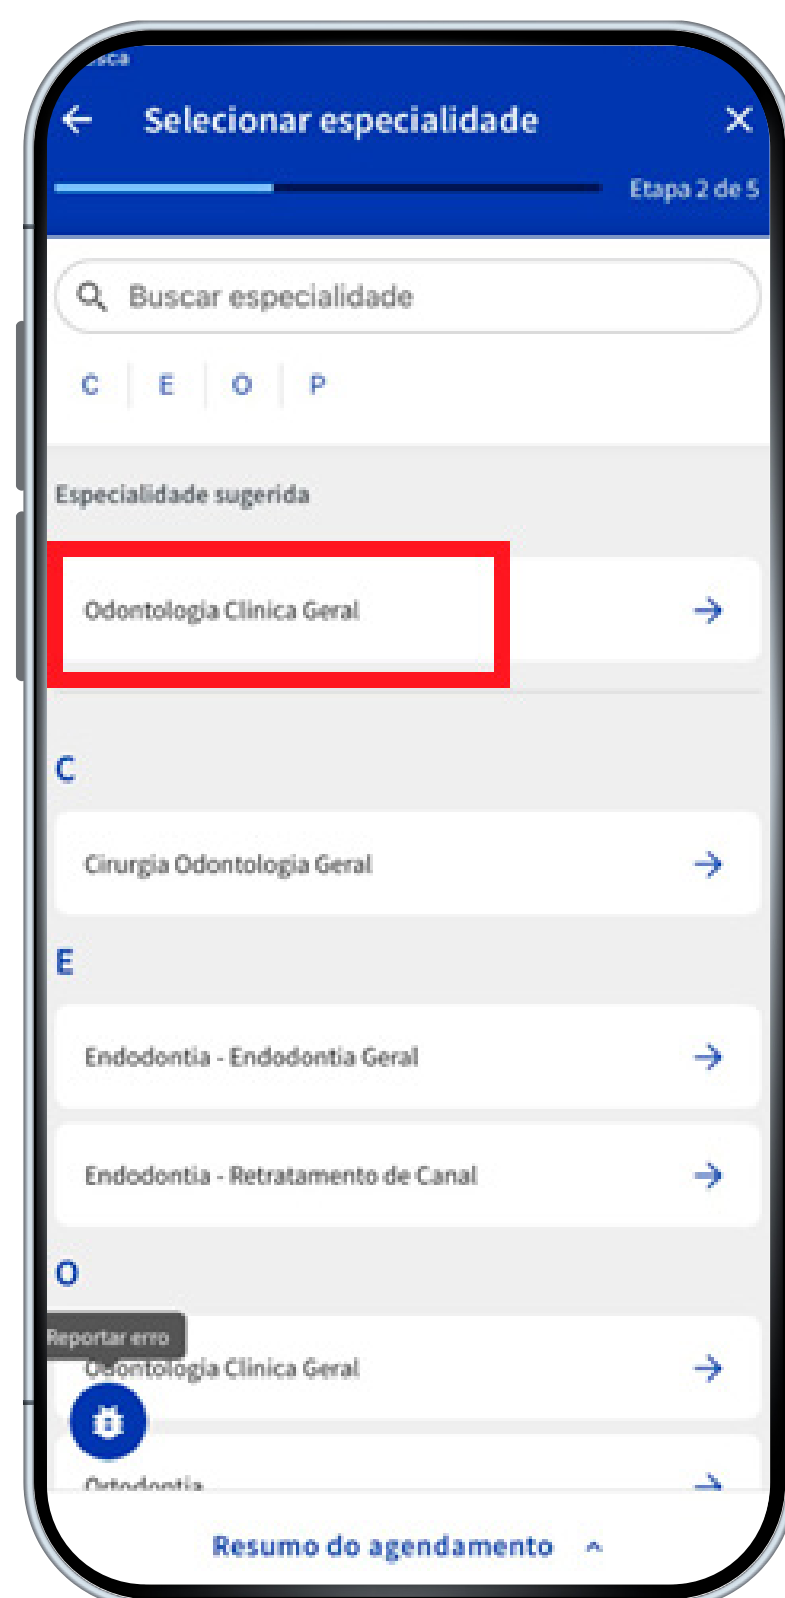 Selecionar especialidade
Etapa 2 de 5
Buscar especialidade
C E O P
Especialidade sugerida
Odontologia Clinica Geral
C
Cirurgia Odontologia Geral
E
Endodontia - Endodontia Geral
Endodontia - Retratamento de Canal
O
Reportar erro
Odontologia Clinica Geral
Ortodontia
Resumo do agendamento